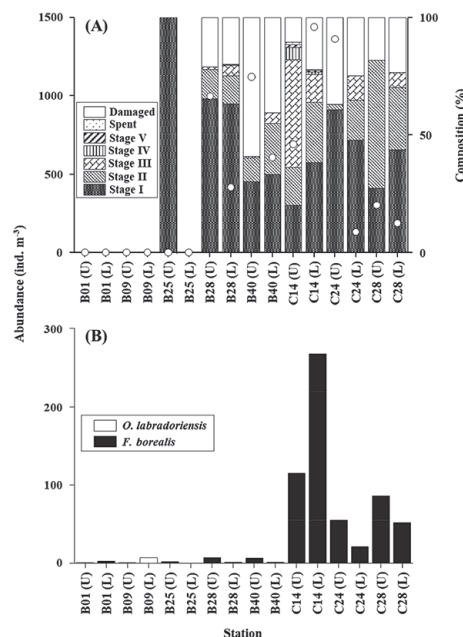 (A)
1500
1000
500
0
100
50
0
Damaged
Spent
Stage V
Stage IV
Stage III
Stage II
Stage I
Abundance (ind. m⁻³)
Composition (%)
B01 (U)
B01 (L)
B09 (U)
B09 (L)
B25 (U)
B25 (L)
B28 (U)
B28 (L)
B40 (U)
B40 (L)
C14 (U)
C14 (L)
C24 (U)
C24 (L)
C28 (U)
C28 (L)
(B)
300
200
100
0
O. labradoriensis
F. borealis
B01 (U)
B01 (L)
B09 (U)
B09 (L)
B25 (U)
B25 (L)
B28 (U)
B28 (L)
B40 (U)
B40 (L)
C14 (U)
C14 (L)
C24 (U)
C24 (L)
C28 (U)
C28 (L)
Station